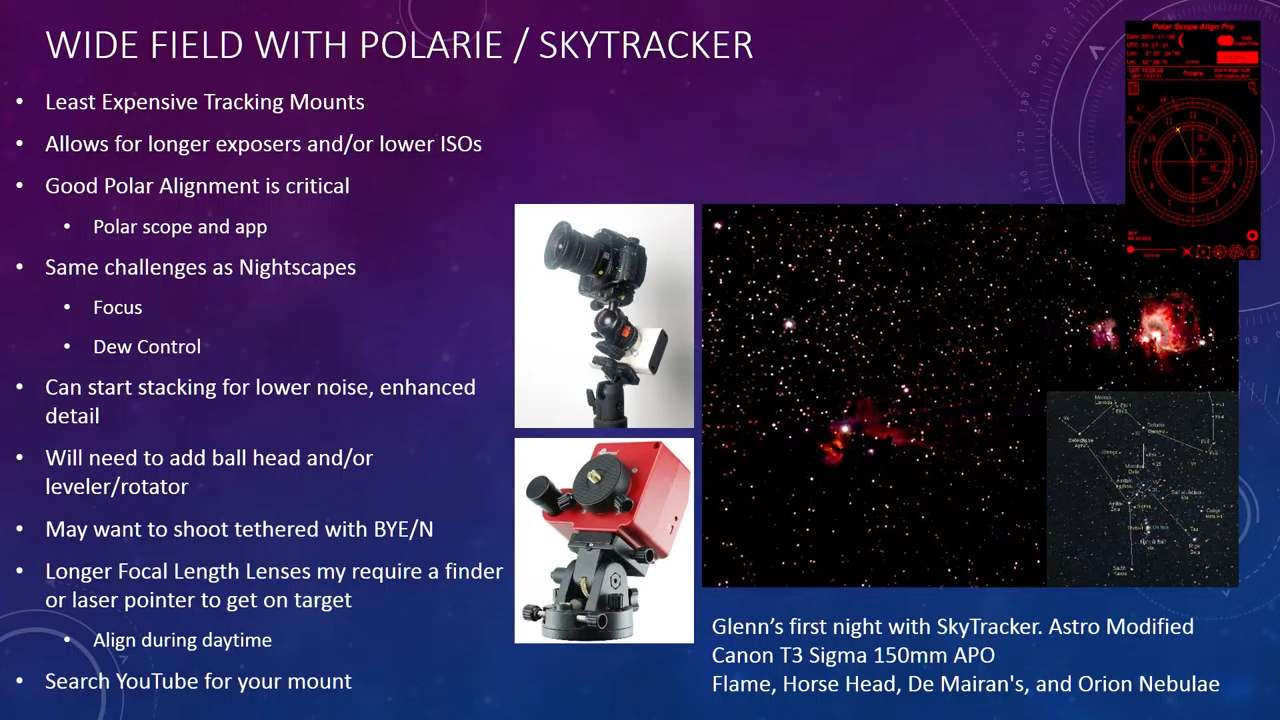 WIDE FIELD WITH POLARIE / SKYTRACKER
• Least Expensive Tracking Mounts
• Allows for longer exposers and/or lower ISOs
• Good Polar Alignment is critical
• Polar scope and app
• Same challenges as Nightscapes
• Focus
• Dew Control
• Can start stacking for lower noise, enhanced
detail
• Will need to add ball head and/or
leveler/rotator
• May want to shoot tethered with BYE/N
• Longer Focal Length Lenses my require a finder
or laser pointer to get on target
• Align during daytime
• Search YouTube for your mount
Polar Scope Align Pro
Polaris
Glenn’s first night with SkyTracker. Astro Modified
Canon T3 Sigma 150mm APO
Flame, Horse Head, De Mairan's, and Orion Nebulae